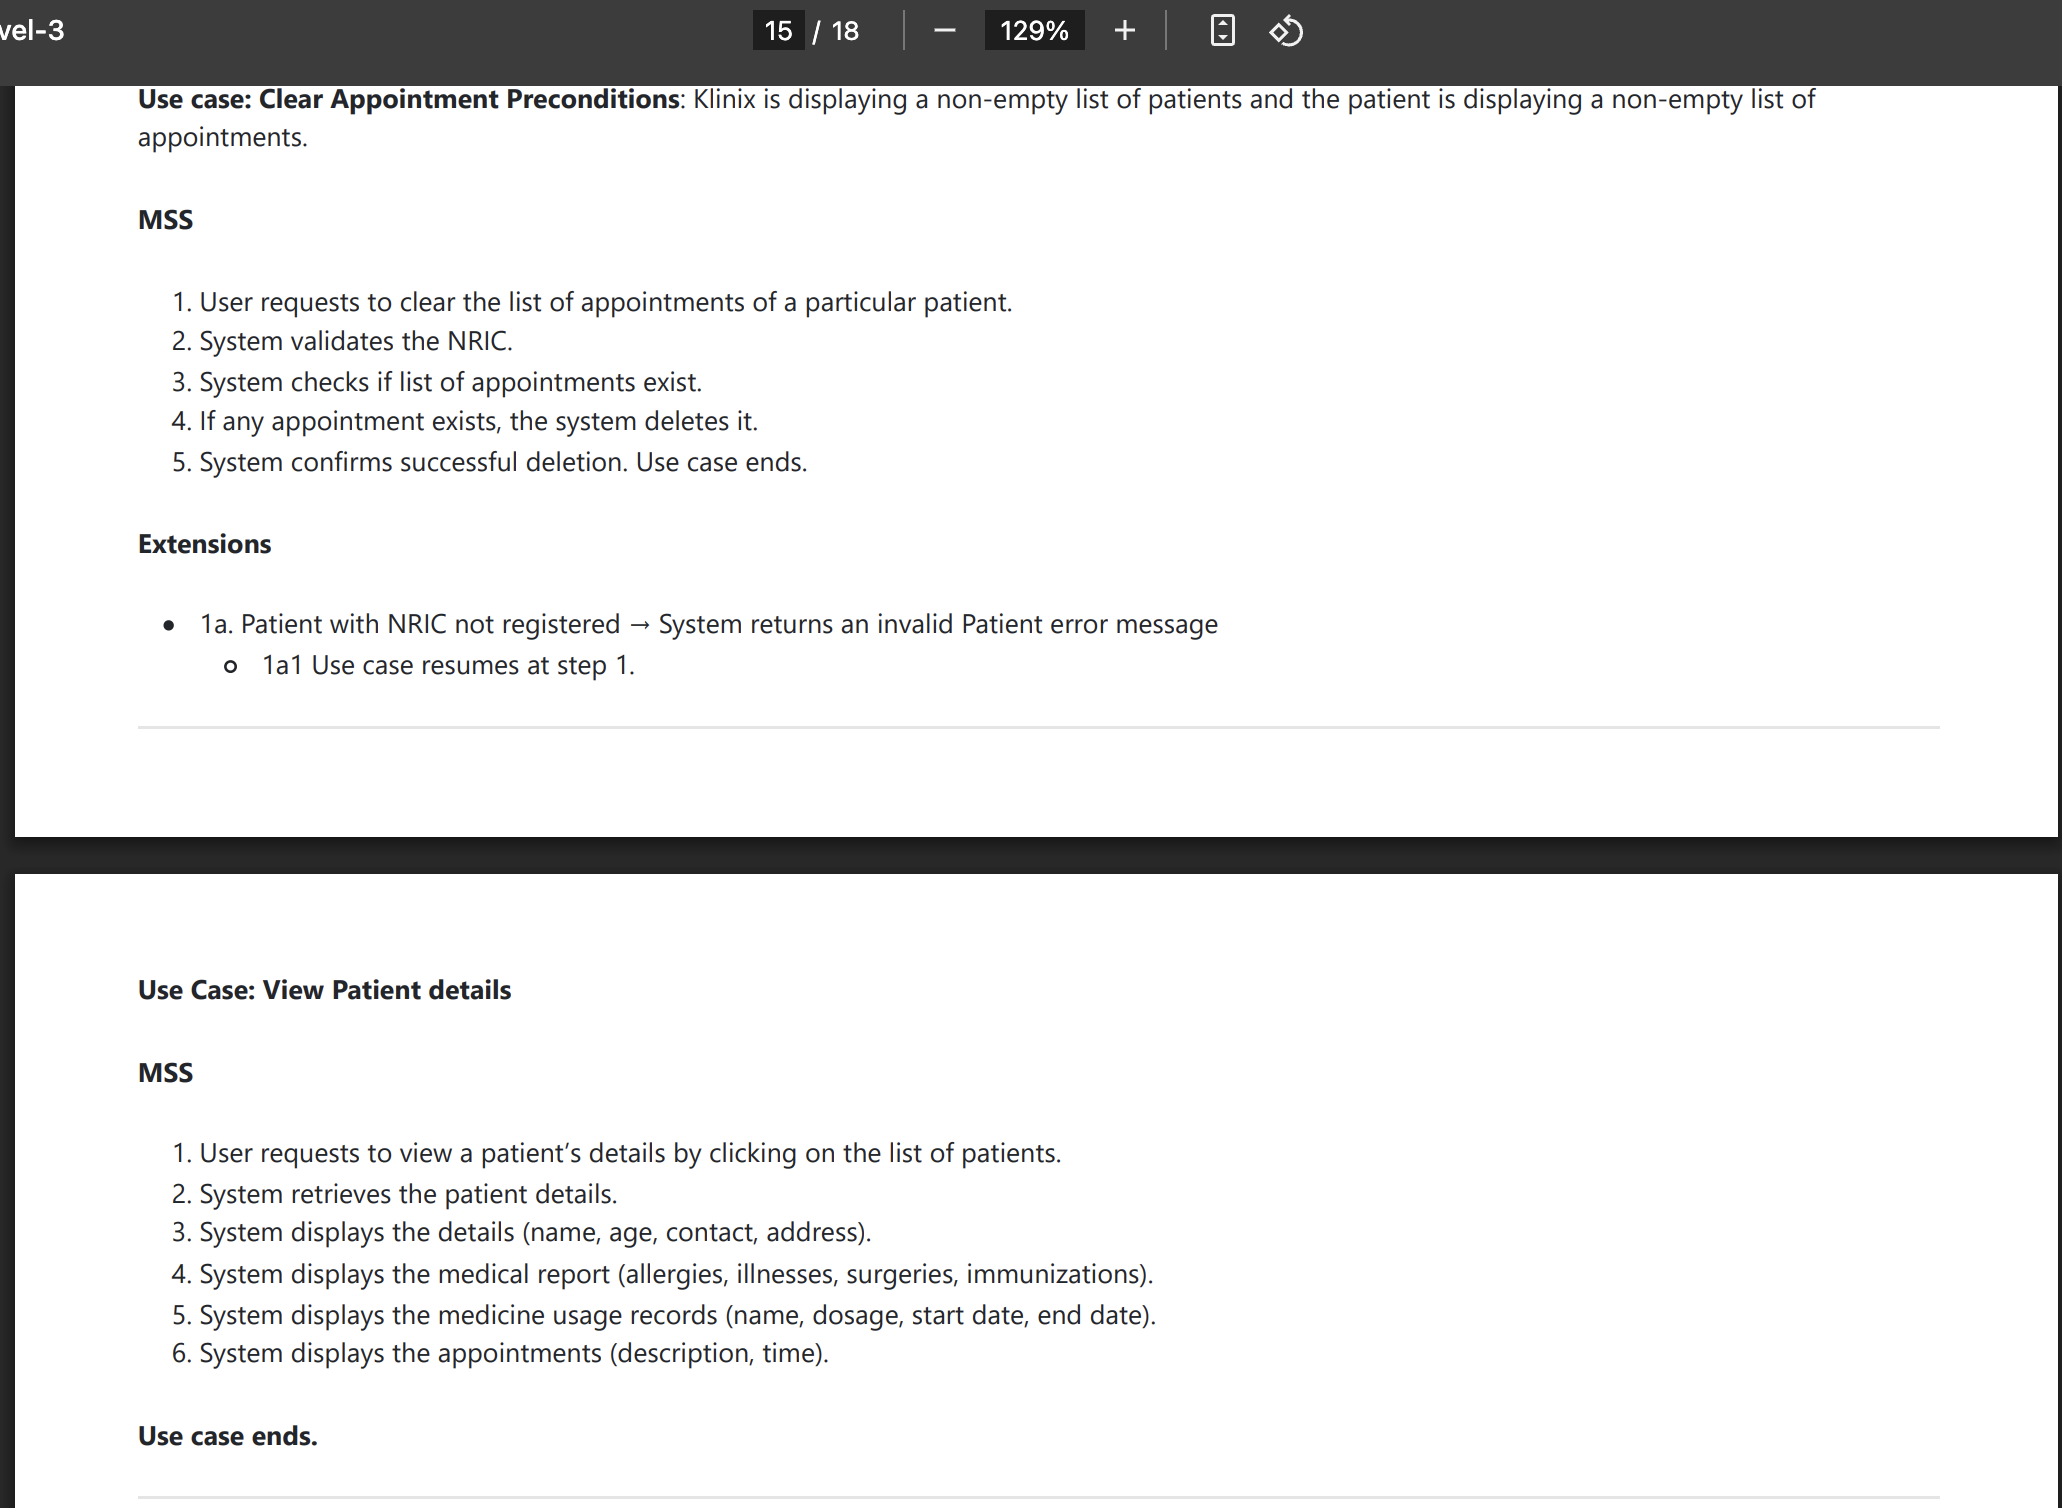 vel-3
15 / 18
129%
Use case: Clear Appointment Preconditions: Klinix is displaying a non-empty list of patients and the patient is displaying a non-empty list of
appointments.
MSS
1. User requests to clear the list of appointments of a particular patient.
2. System validates the NRIC.
3. System checks if list of appointments exist.
4. If any appointment exists, the system deletes it.
5. System confirms successful deletion. Use case ends.
Extensions
• 1a. Patient with NRIC not registered → System returns an invalid Patient error message
o 1a1 Use case resumes at step 1.
Use Case: View Patient details
MSS
1. User requests to view a patient’s details by clicking on the list of patients.
2. System retrieves the patient details.
3. System displays the details (name, age, contact, address).
4. System displays the medical report (allergies, illnesses, surgeries, immunizations).
5. System displays the medicine usage records (name, dosage, start date, end date).
6. System displays the appointments (description, time).
Use case ends.